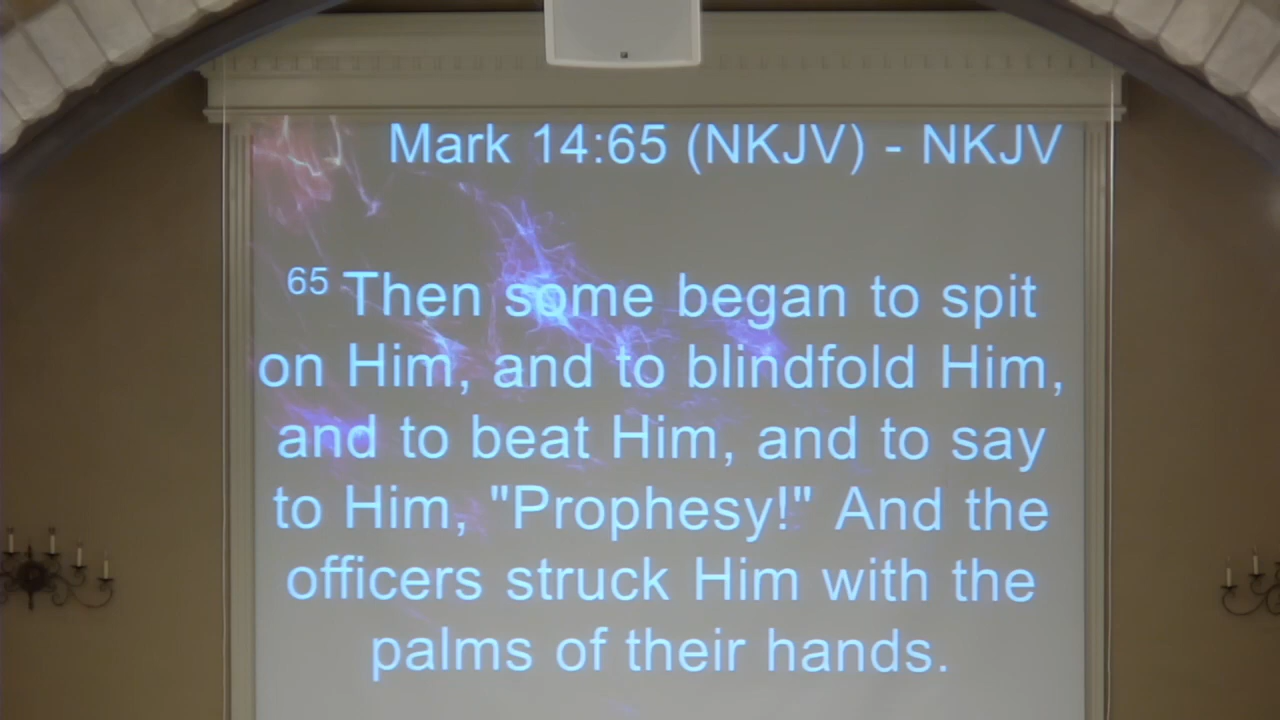 Mark 14:65 (NKJV) - NKJV
65 Then some began to spit
on Him, and to blindfold Him,
and to beat Him, and to say
to Him, "Prophesy!" And the
officers struck Him with the
palms of their hands.